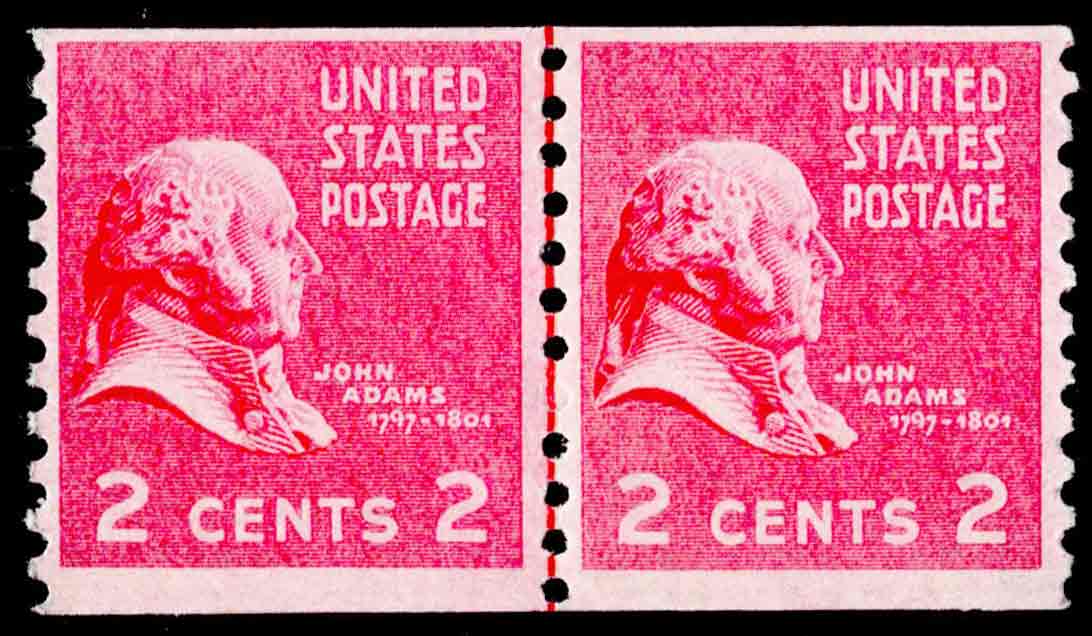 UNITED
STATES
POSTAGE
JOHN
ADAMS
1797-1801
2 CENTS 2
UNITED
STATES
POSTAGE
JOHN
ADAMS
1797-1801
2 CENTS 2